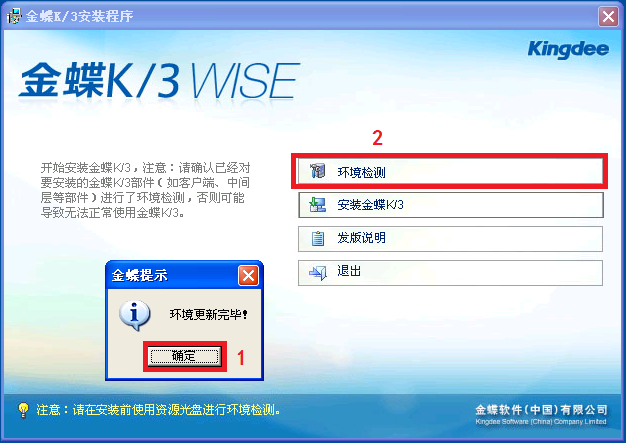 金蝶K/3安装程序
Kingdee
金蝶K/3 WISE
2
开始安装金蝶K/3，注意：请确认已经对
要安装的金蝶K/3部件（如客户端、中间
层等部件）进行了环境检测，否则可能
导致无法正常使用金蝶K/3。
环境检测
安装金蝶K/3
发版说明
退出
金蝶提示
环境更新完毕!
确定
1
注意：请在安装前使用资源光盘进行环境检测。
金蝶软件(中国)有限公司
Kingdee Software (China) Company Limited